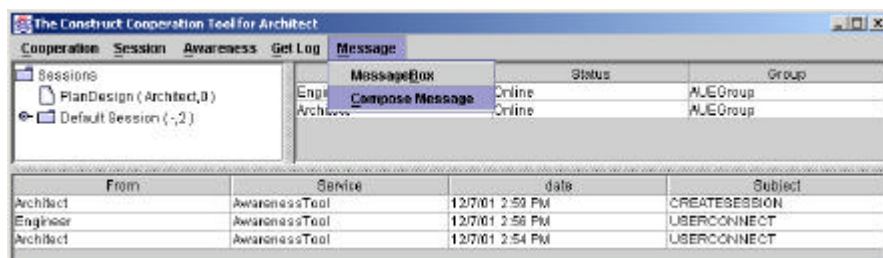 The Construct Cooperation Tool for Architect
Cooperation Session Awareness Get Log Message
Sessions
PlanDesign ( Architect,0 )
Default Session ( -,2 )
MessageBox
Compose Message
Status Group
Online AUEGroup
Online AUEGroup
From Service date Subject
Architect AwarenessTool 12/7/01 2:59 PM CREATESESSION
Engineer AwarenessTool 12/7/01 2:56 PM USERCONNECT
Architect AwarenessTool 12/7/01 2:54 PM USERCONNECT